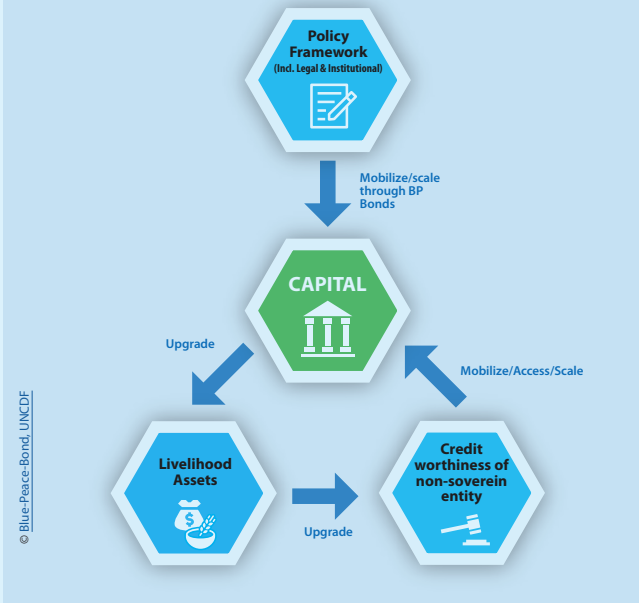 Policy
Framework
(Incl. Legal & Institutional)
Mobilize/scale
through BP
Bonds
CAPITAL
Upgrade
Mobilize/Access/Scale
Livelihood
Assets
$
Upgrade
Credit
worthiness of
non-soverein
entity
© Blue-Peace-Bond, UNCDF